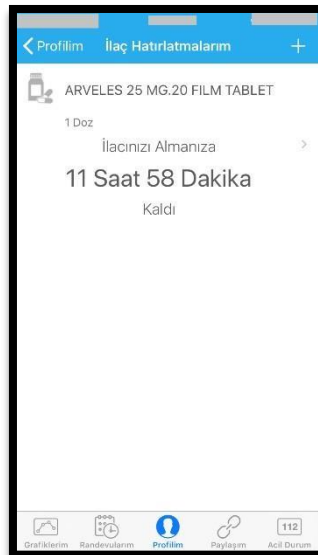 Profilim İlaç Hatırlatmalarım +
ARVELES 25 MG.20 FILM TABLET
1 Doz
İlacınızı Almanıza
11 Saat 58 Dakika
Kaldı
Grafiklerim Randevularım Profilim Paylaşım Acil Durum
112